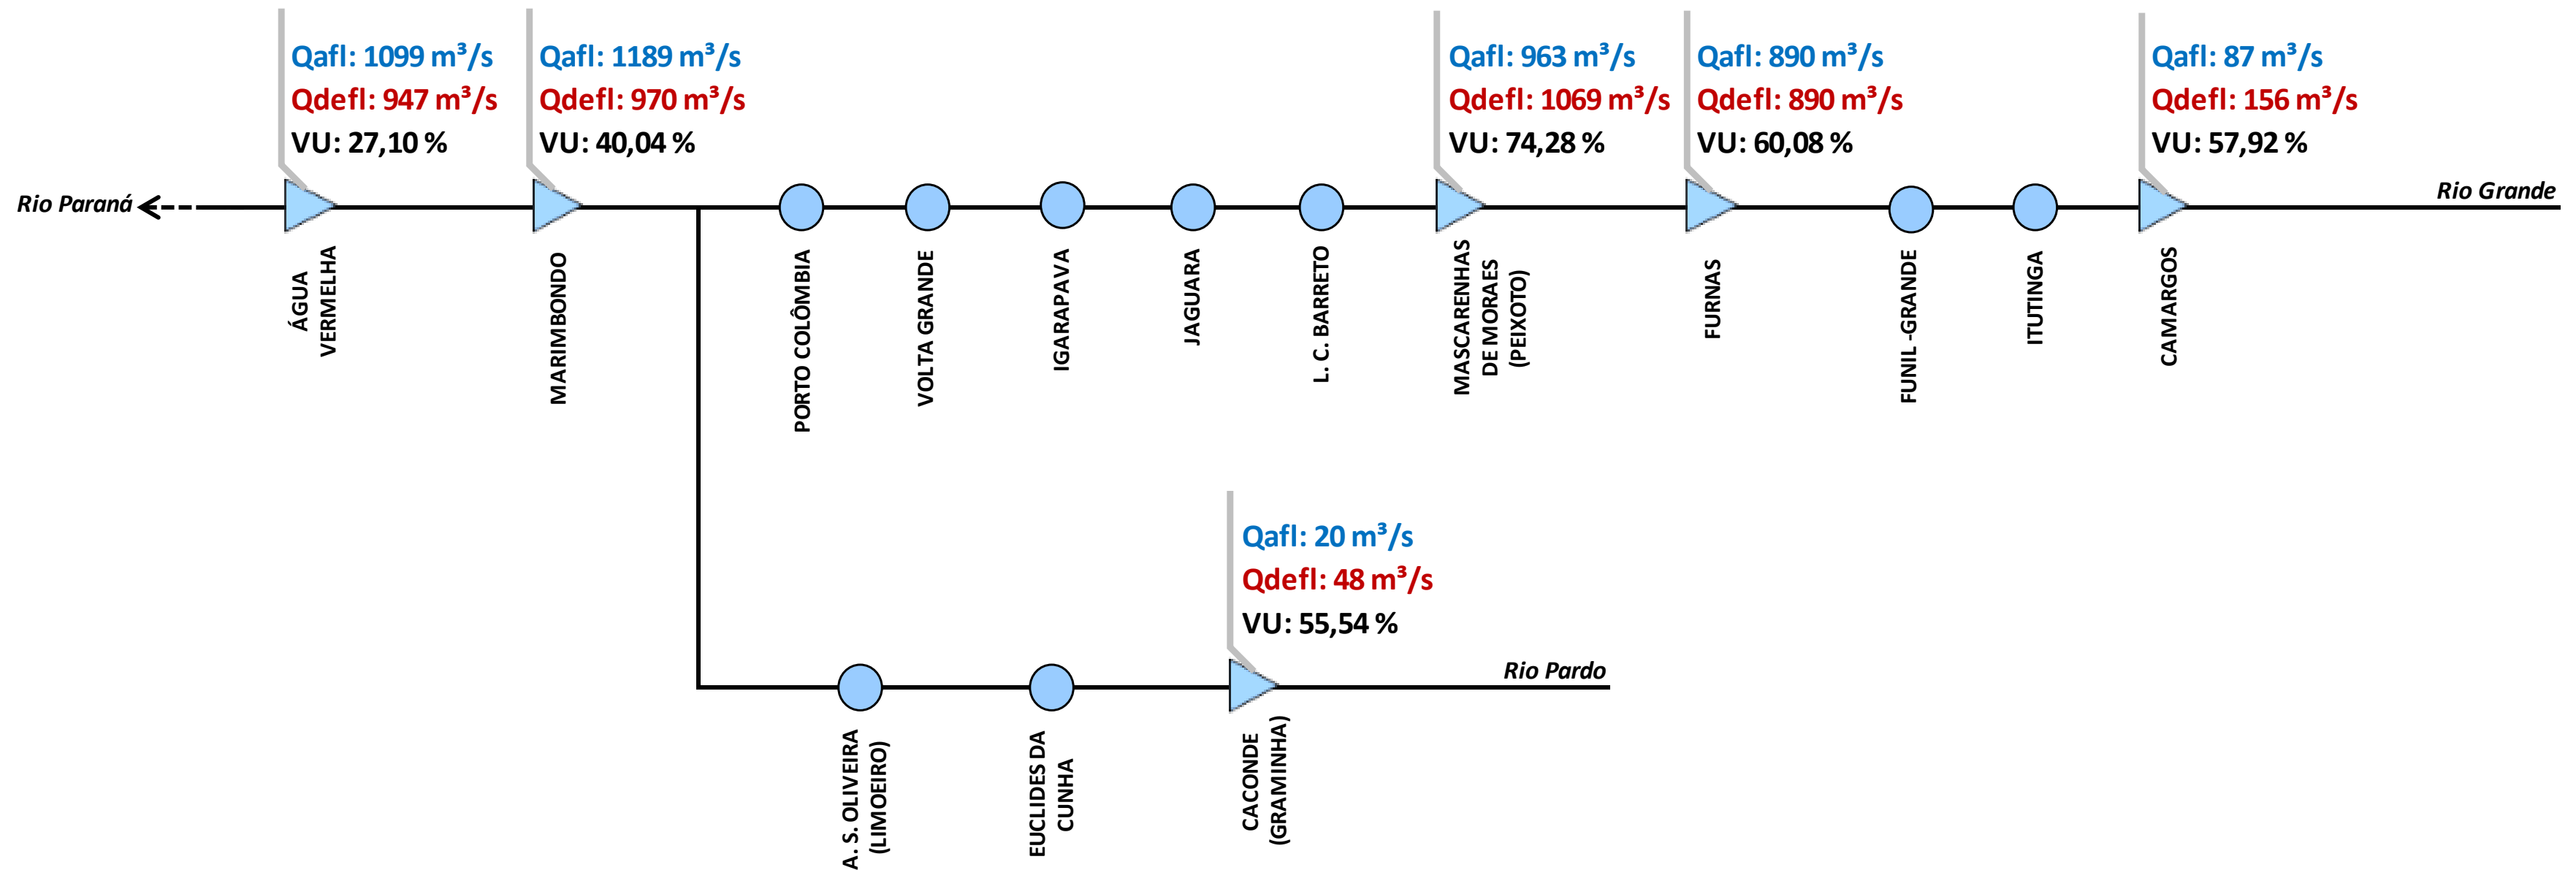 Qafl: 1099 m³/s
Qdefl: 947 m³/s
VU: 27,10 %
Qafl: 1189 m³/s
Qdefl: 970 m³/s
VU: 40,04 %
Qafl: 963 m³/s
Qdefl: 1069 m³/s
VU: 74,28 %
Qafl: 890 m³/s
Qdefl: 890 m³/s
VU: 60,08 %
Qafl: 87 m³/s
Qdefl: 156 m³/s
VU: 57,92 %
Rio Paraná
Rio Grande
ÁGUA
VERMELHA
MARIMBONDO
PORTO COLÔMBIA
VOLTA GRANDE
IGARAPAVA
JAGUARA
L. C. BARRETO
MASCARENHAS
DE MORAES
(PEIXOTO)
FURNAS
FUNIL -GRANDE
ITUTINGA
CAMARGOS
Qafl: 20 m³/s
Qdefl: 48 m³/s
VU: 55,54 %
Rio Pardo
A. S. OLIVEIRA
(LIMOEIRO)
EUCLIDES DA
CUNHA
CACONDE
(GRAMINHA)